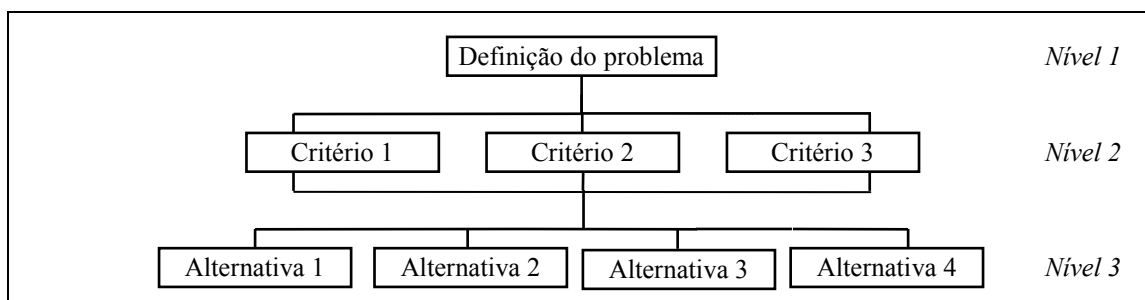 Definição do problema Nível 1
Critério 1 Critério 2 Critério 3 Nível 2
Alternativa 1 Alternativa 2 Alternativa 3 Alternativa 4 Nível 3